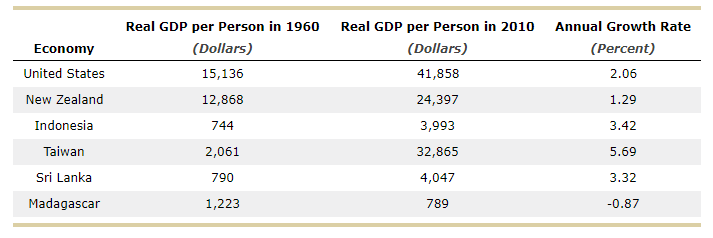 Real GDP per Person in 1960 Real GDP per Person in 2010 Annual Growth Rate
Economy (Dollars) (Dollars) (Percent)
United States 15,136 41,858 2.06
New Zealand 12,868 24,397 1.29
Indonesia 744 3,993 3.42
Taiwan 2,061 32,865 5.69
Sri Lanka 790 4,047 3.32
Madagascar 1,223 789 -0.87